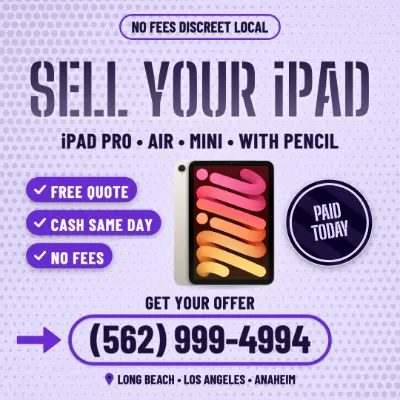 NO FEES DISCREET LOCAL
SELL YOUR iPAD
iPAD PRO • AIR • MINI • WITH PENCIL
FREE QUOTE
CASH SAME DAY
NO FEES
PAID
TODAY
GET YOUR OFFER
(562) 999-4994
LONG BEACH • LOS ANGELES • ANAHEIM